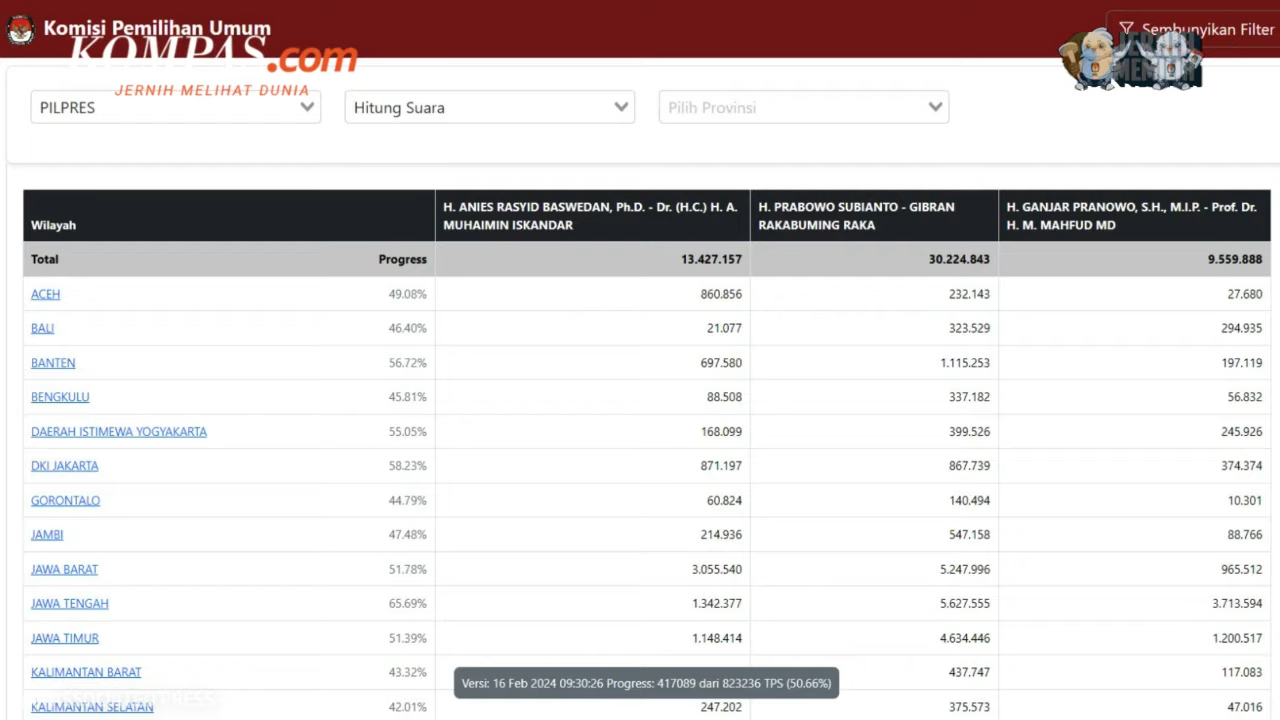 Komisi Pemilihan Umum
KOMPAS.com
JERNIH MELIHAT DUNIA
Sembunyikan Filter
JERNIH
MEMILIH
PILPRES
Hitung Suara
Pilih Provinsi
Wilayah
H. ANIES RASYID BASWEDAN, Ph.D. - Dr. (H.C.) H. A.
MUHAIMIN ISKANDAR
H. PRABOWO SUBIANTO - GIBRAN
RAKABUMING RAKA
H. GANJAR PRANOWO, S.H., M.I.P. - Prof. Dr.
H. M. MAHFUD MD
Total Progress 13.427.157 30.224.843 9.559.888
ACEH 49.08% 860.856 232.143 27.680
BALI 46.40% 21.077 323.529 294.935
BANTEN 56.72% 697.580 1.115.253 197.119
BENGKULU 45.81% 88.508 337.182 56.832
DAERAH ISTIMEWA YOGYAKARTA 55.05% 168.099 399.526 245.926
DKI JAKARTA 58.23% 871.197 867.739 374.374
GORONTALO 44.79% 60.824 140.494 10.301
JAMBI 47.48% 214.936 547.158 88.766
JAWA BARAT 51.78% 3.055.540 5.247.996 965.512
JAWA TENGAH 65.69% 1.342.377 5.627.555 3.713.594
JAWA TIMUR 51.39% 1.148.414 4.634.446 1.200.517
KALIMANTAN BARAT 43.32% 437.747 117.083
Versi: 16 Feb 2024 09:30:26 Progress: 417089 dari 823236 TPS (50.66%)
KALIMANTAN SELATAN 42.01% 247.202 375.573 47.016